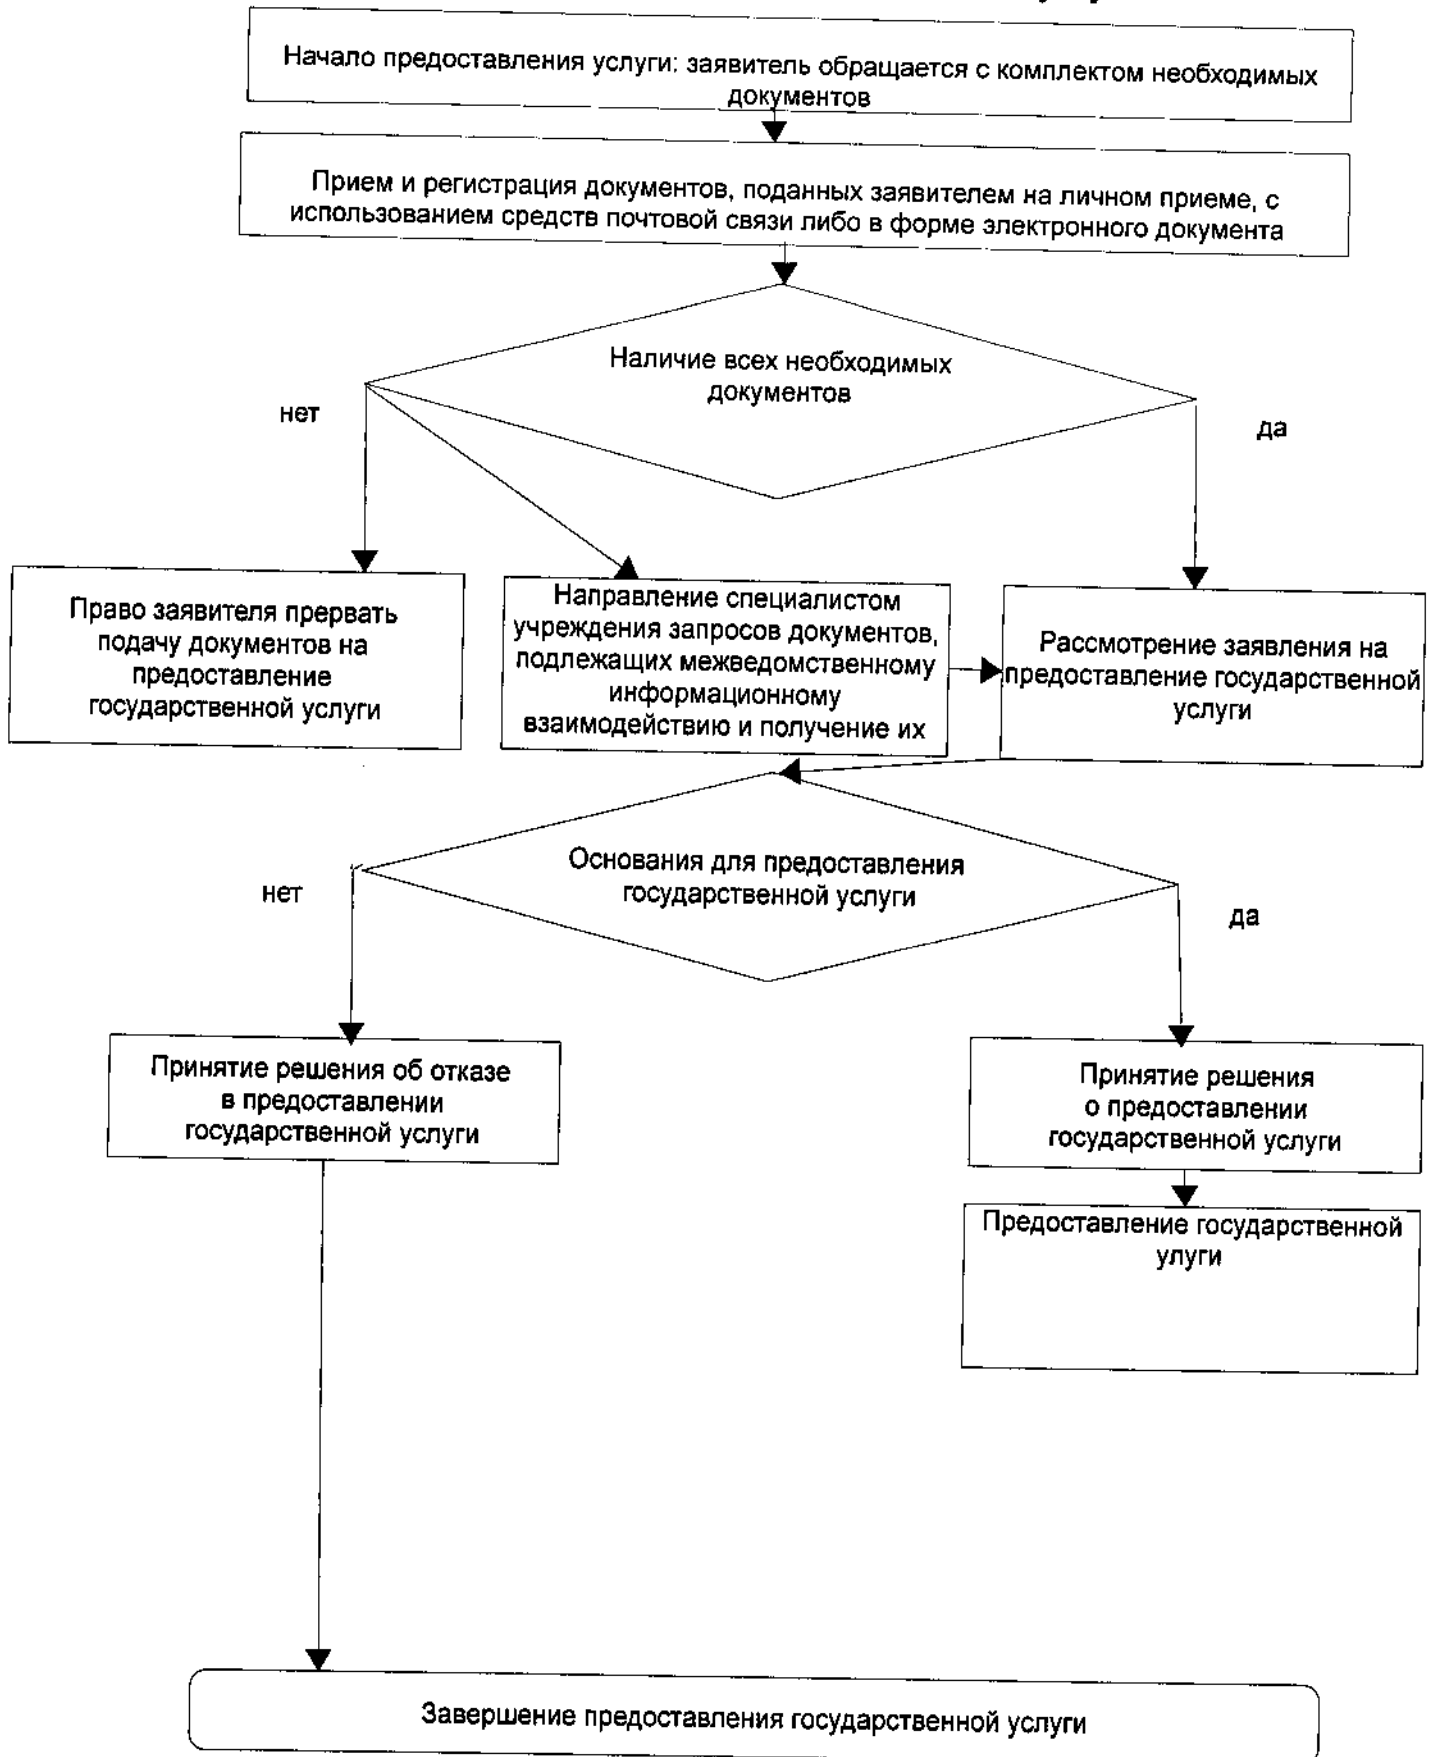 Начало предоставления услуги: заявитель обращается с комплектом необходимых
документов
Прием и регистрация документов, поданных заявителем на личном приеме, с
использованием средств почтовой связи либо в форме электронного документа
Наличие всех необходимых
документов
нет
да
Право заявителя прервать
подачу документов на
предоставление
государственной услуги
Направление специалистом
учреждения запросов документов,
подлежащих межведомственному
информационному
взаимодействию и получение их
Рассмотрение заявления на
предоставление государственной
услуги
Основания для предоставления
государственной услуги
нет
да
Принятие решения об отказе
в предоставлении
государственной услуги
Принятие решения
о предоставлении
государственной услуги
Предоставление государственной
улуги
Завершение предоставления государственной услуги